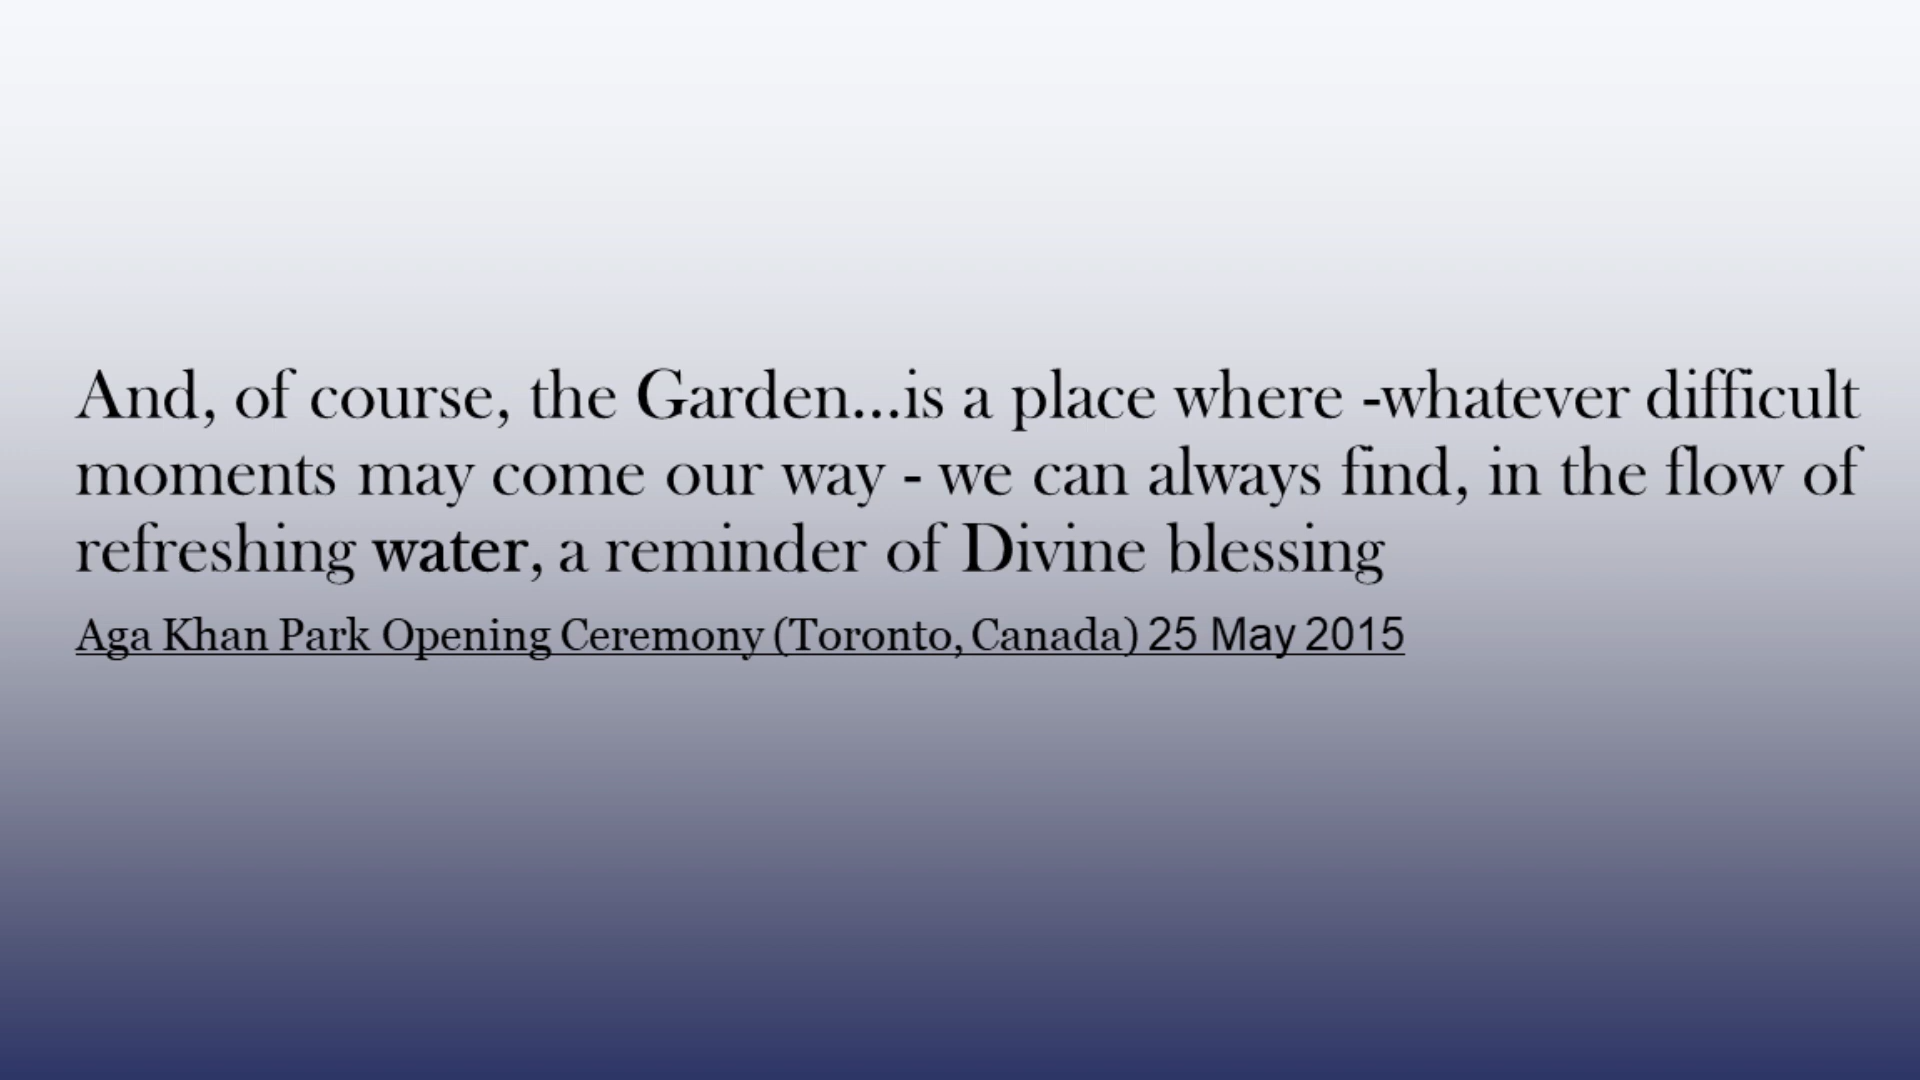 And, of course, the Garden...is a place where -whatever difficult
moments may come our way - we can always find, in the flow of
refreshing water, a reminder of Divine blessing
Aga Khan Park Opening Ceremony (Toronto, Canada) 25 May 2015